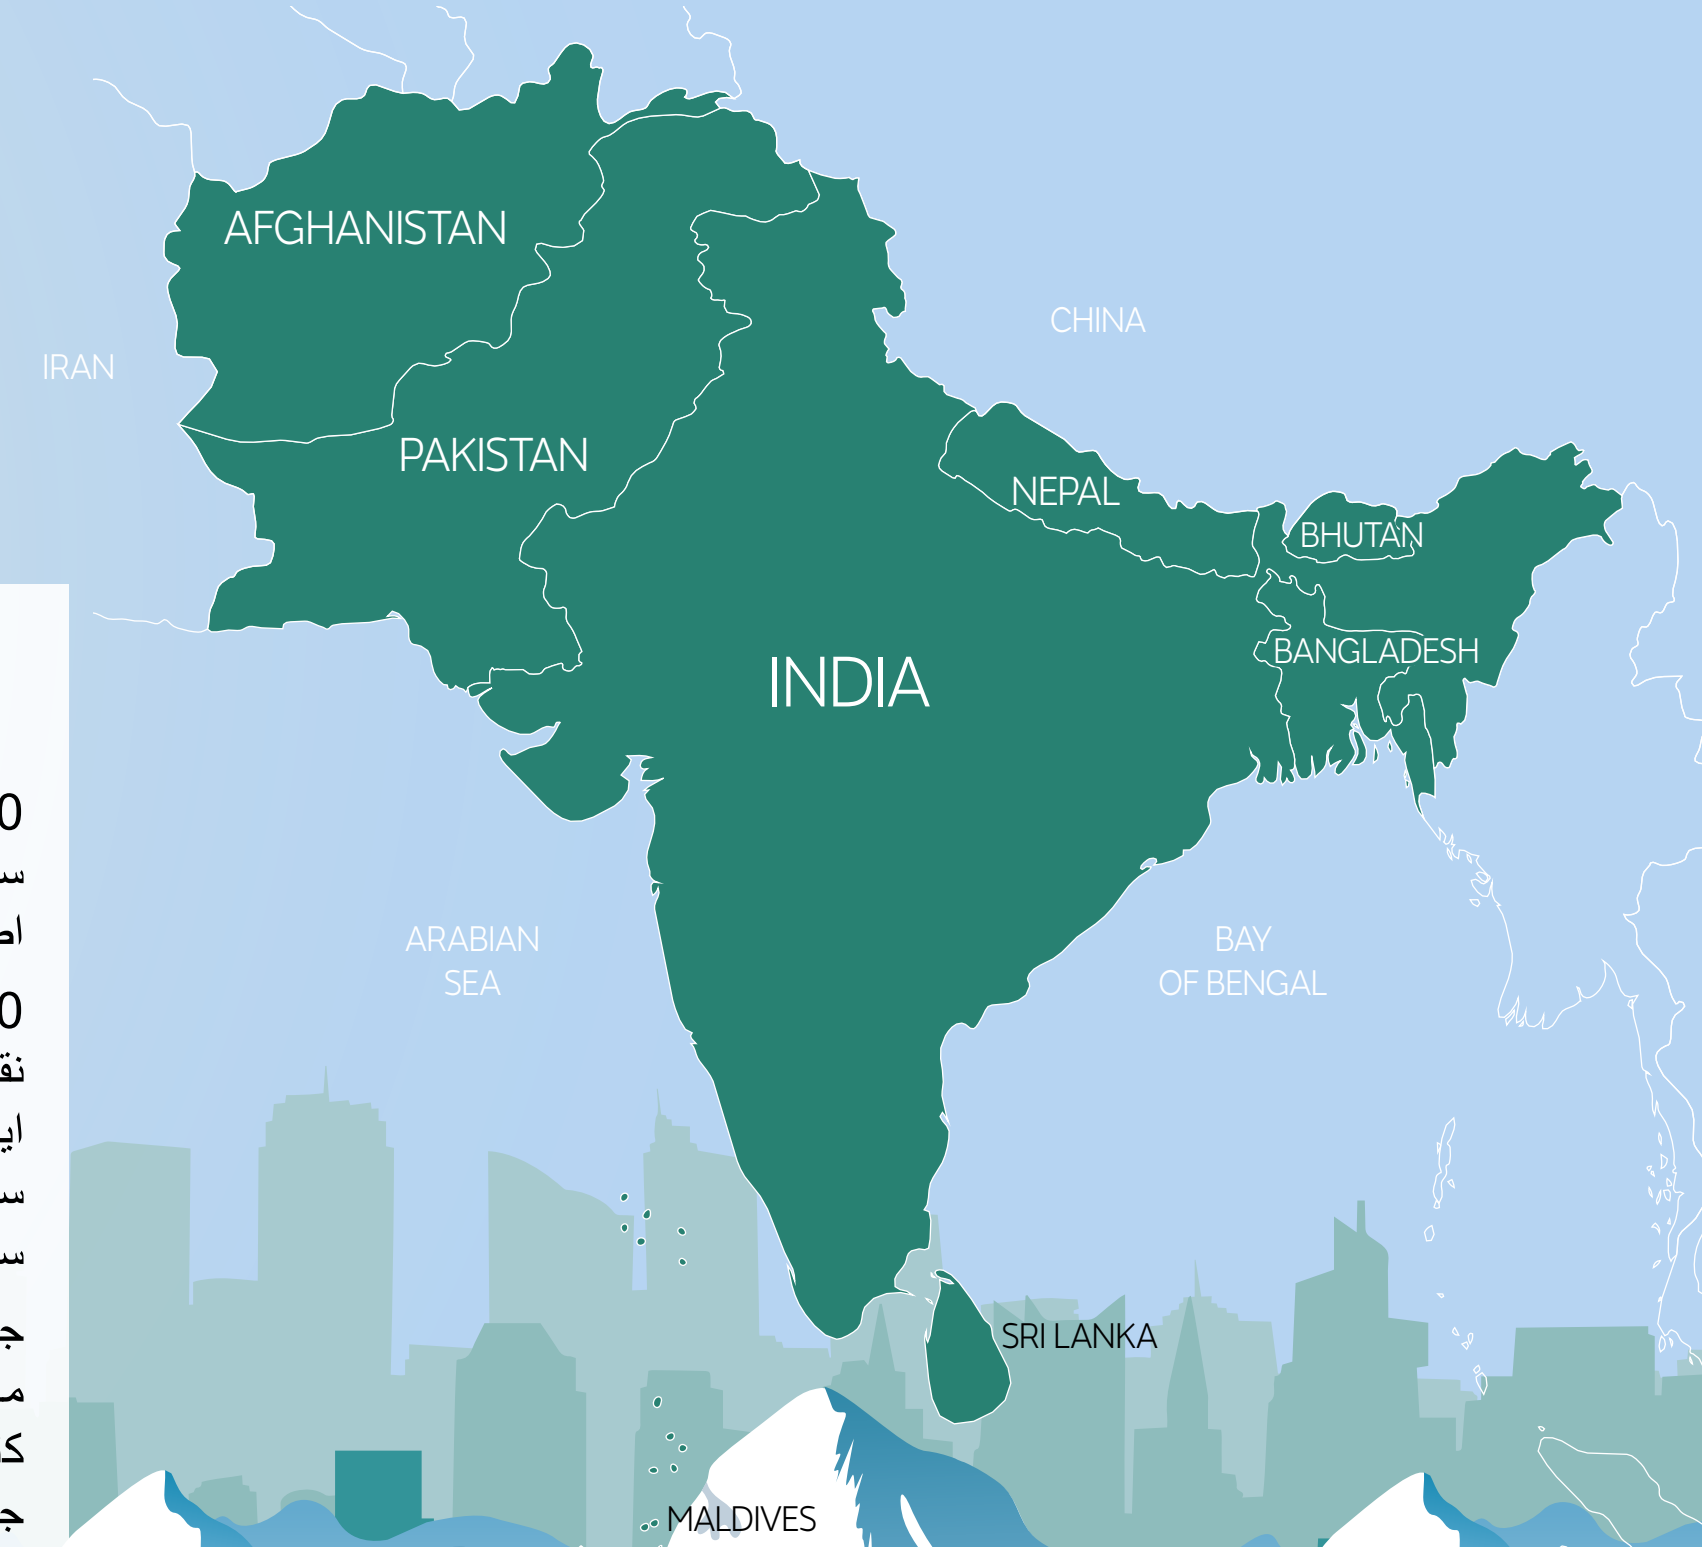 AFGHANISTAN
CHINA
IRAN
PAKISTAN
NEPAL
BHUTAN
BANGLADESH
INDIA
ARABIAN
SEA
BAY
OF BENGAL
SRI LANKA
MALDIVES